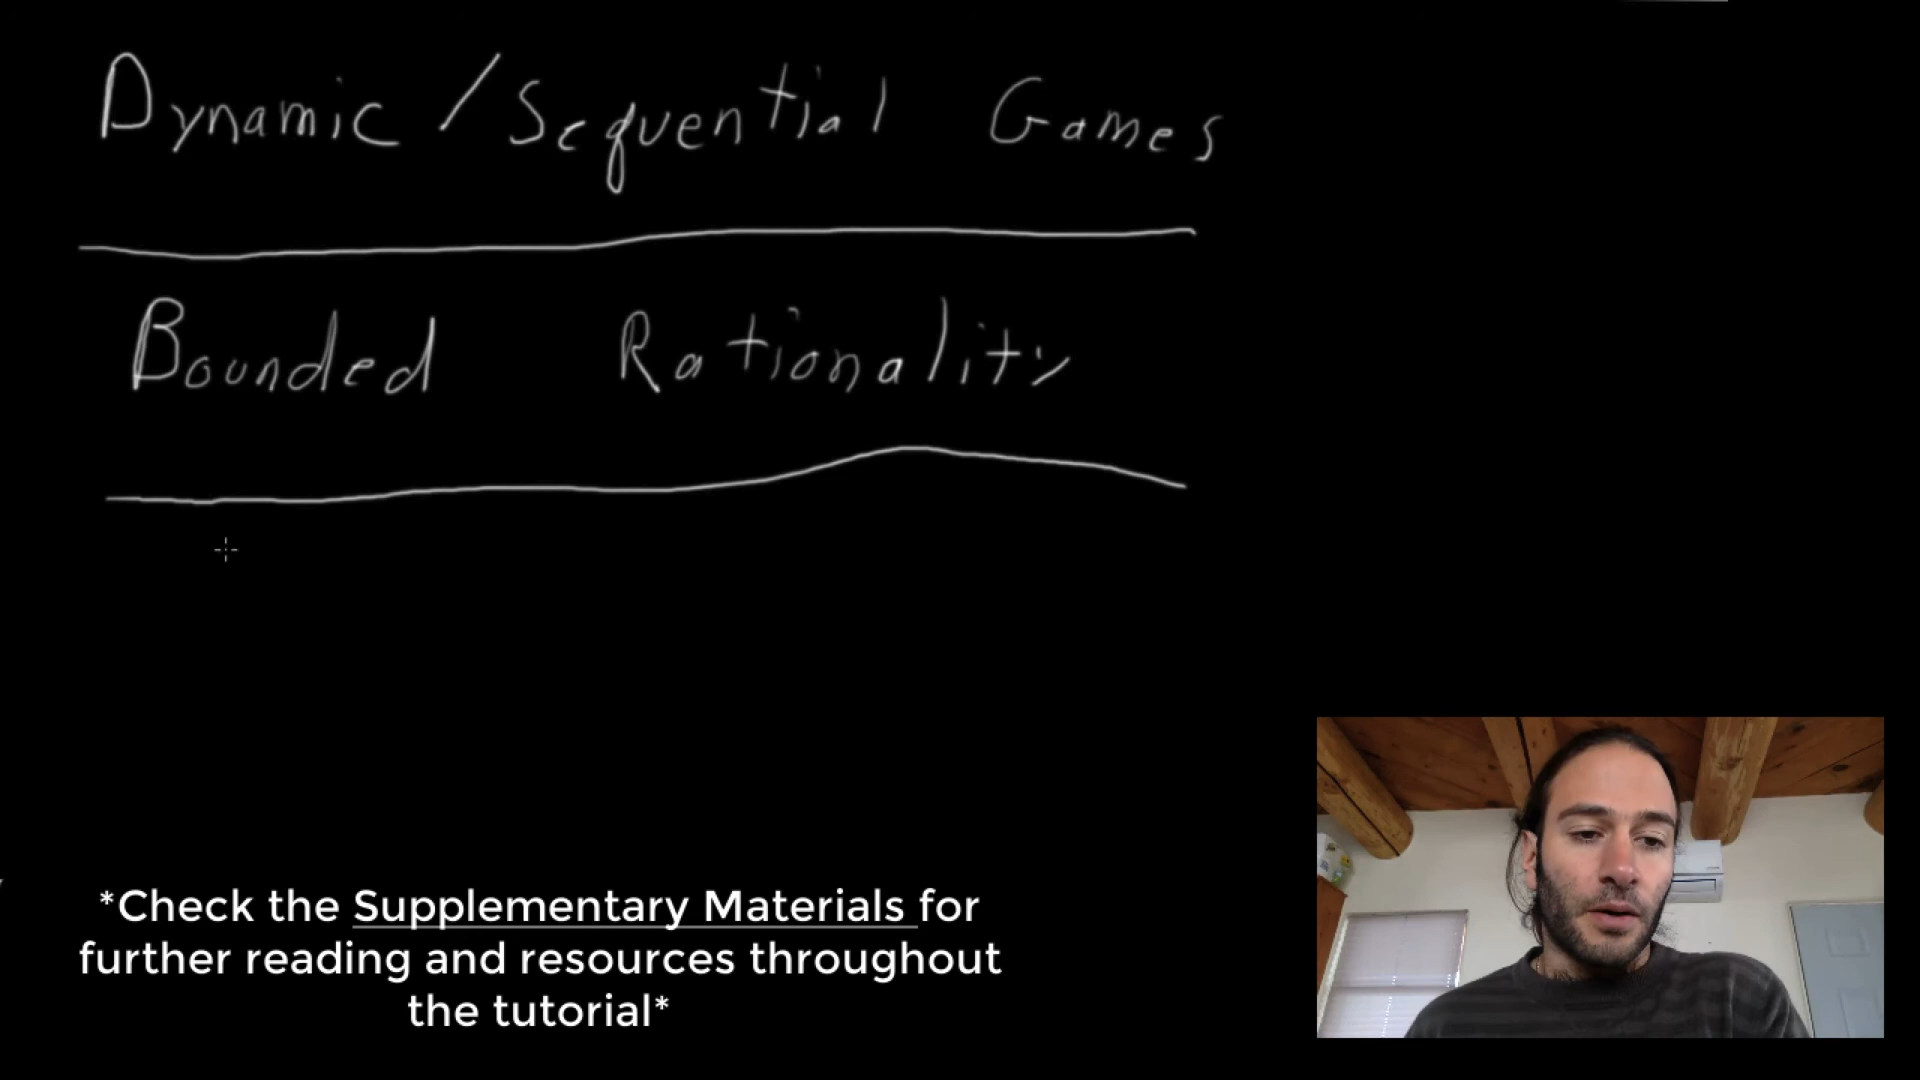 Dynamic / Sequential Games
Bounded Rationality
*Check the Supplementary Materials for
further reading and resources throughout
the tutorial*